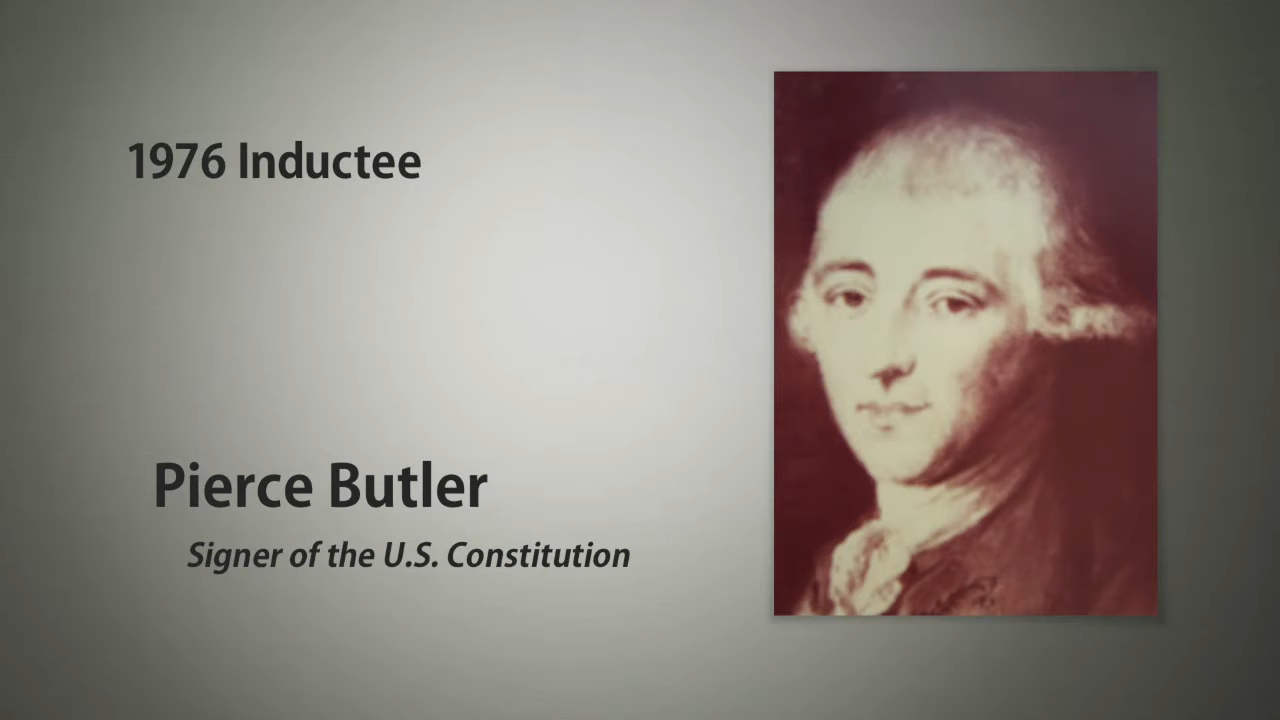 1976 Inductee
Pierce Butler
Signer of the U.S. Constitution